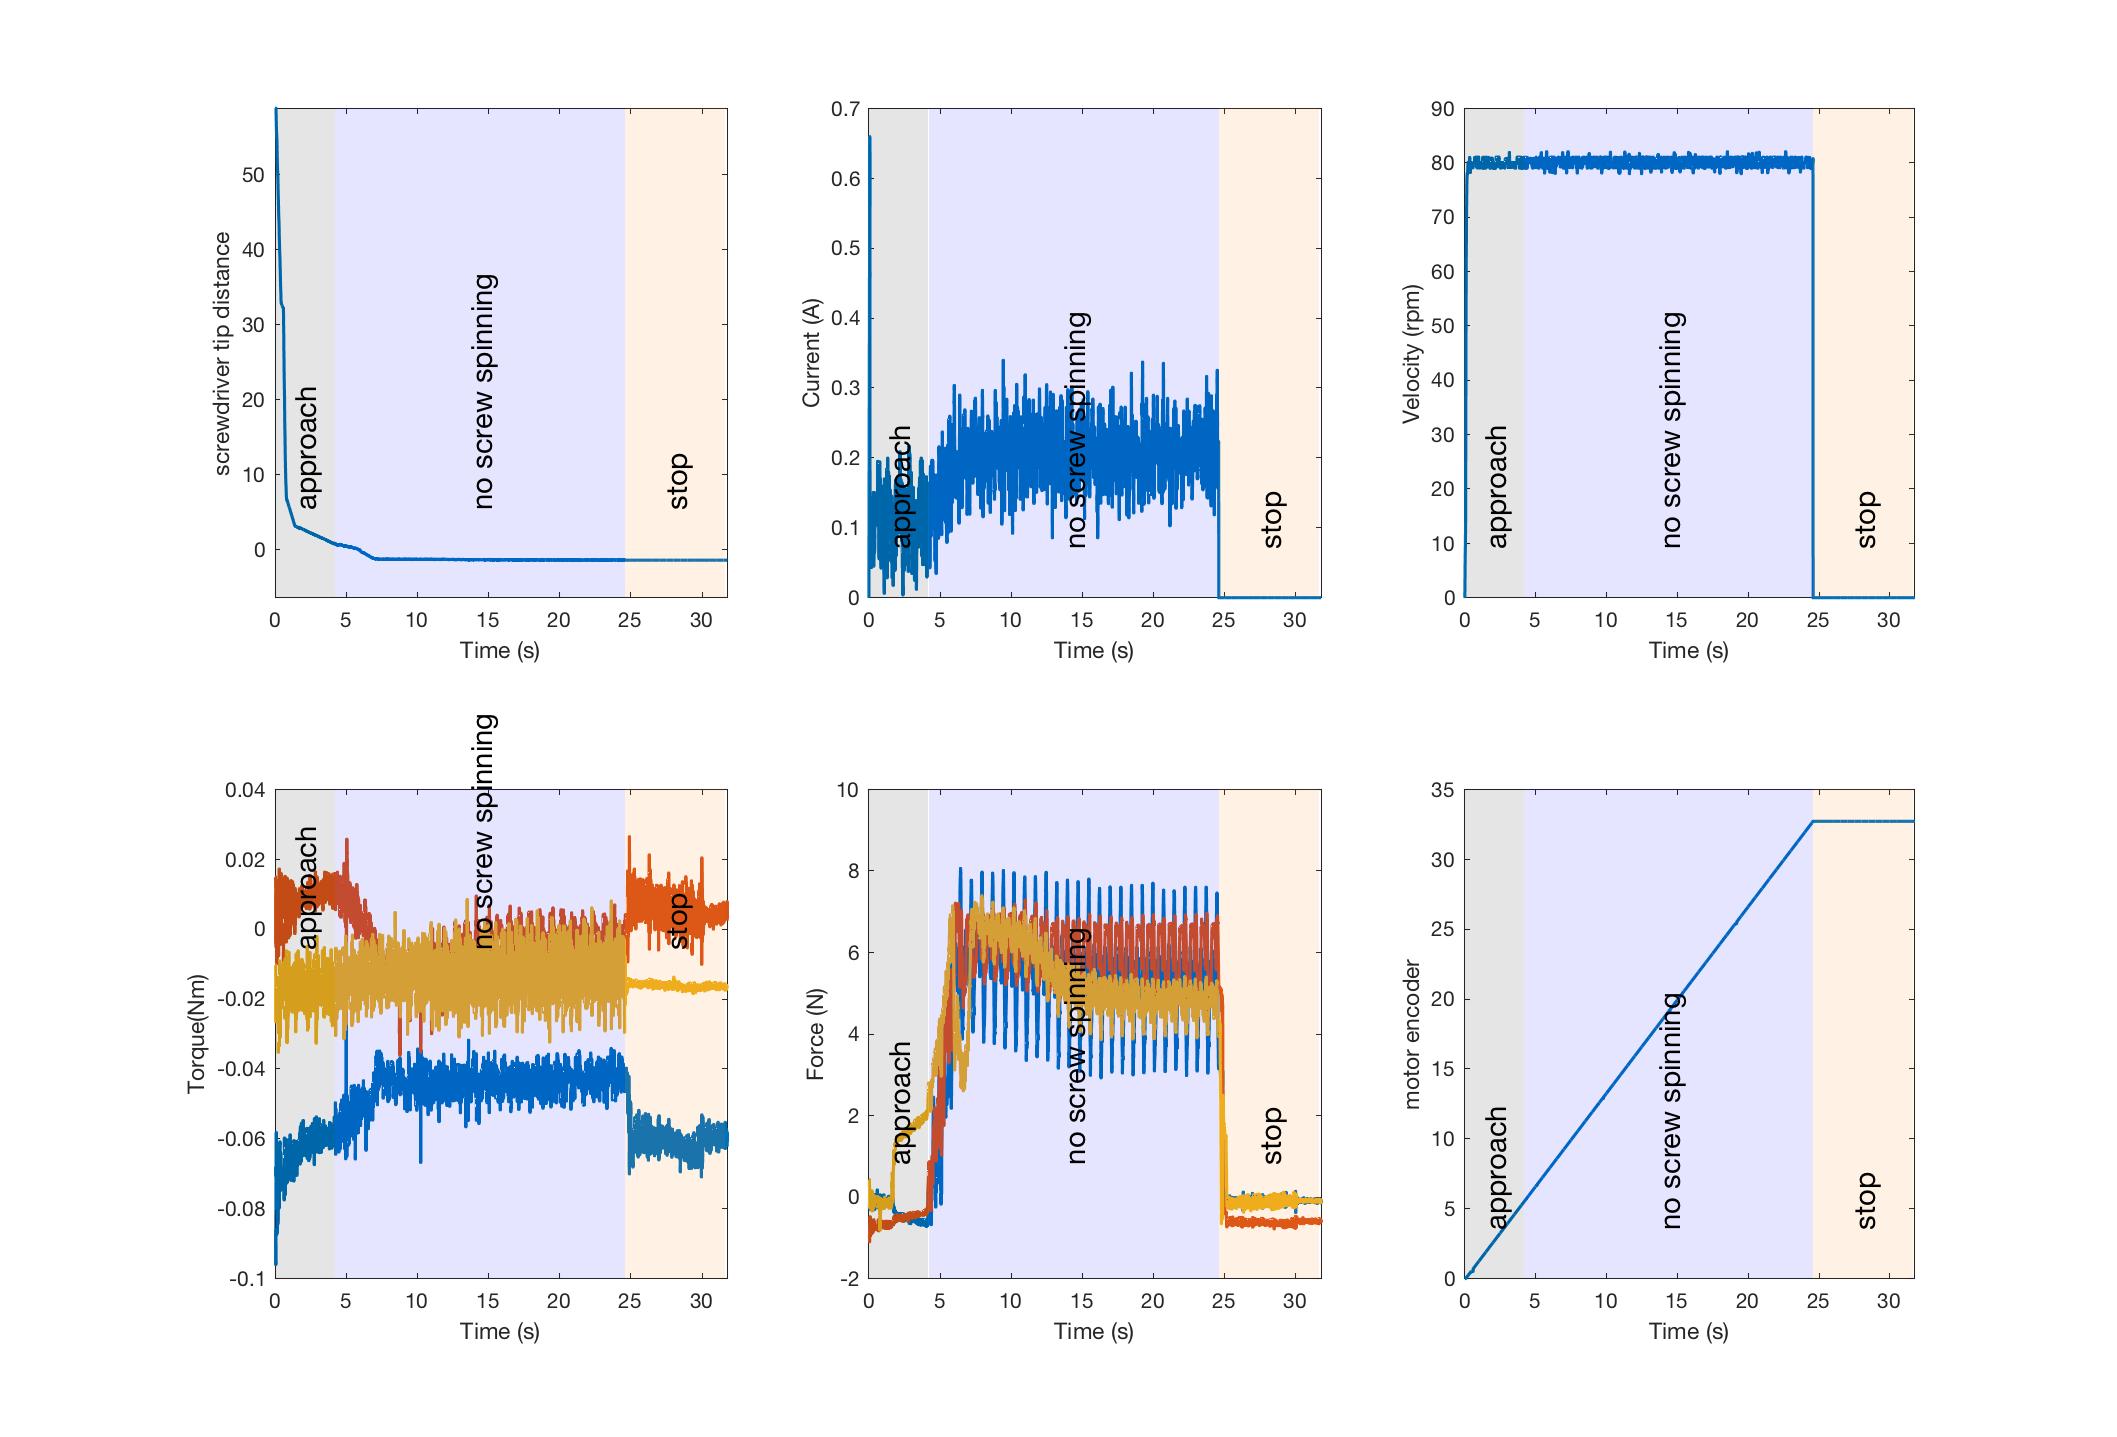 screwdriver tip distance
50
40
30
20
10
0
approach
no screw spinning
stop
0 5 10 15 20 25 30
Time (s)
Current (A)
0.7
0.6
0.5
0.4
0.3
0.2
0.1
0
approach
no screw spinning
stop
0 5 10 15 20 25 30
Time (s)
Velocity (rpm)
90
80
70
60
50
40
30
20
10
0
approach
no screw spinning
stop
0 5 10 15 20 25 30
Time (s)
Torque(Nm)
0.04
0.02
0
-0.02
-0.04
-0.06
-0.08
-0.1
approach
no screw spinning
stop
0 5 10 15 20 25 30
Time (s)
Force (N)
10
8
6
4
2
0
-2
approach
no screw spinning
stop
0 5 10 15 20 25 30
Time (s)
motor encoder
35
30
25
20
15
10
5
0
approach
no screw spinning
stop
0 5 10 15 20 25 30
Time (s)